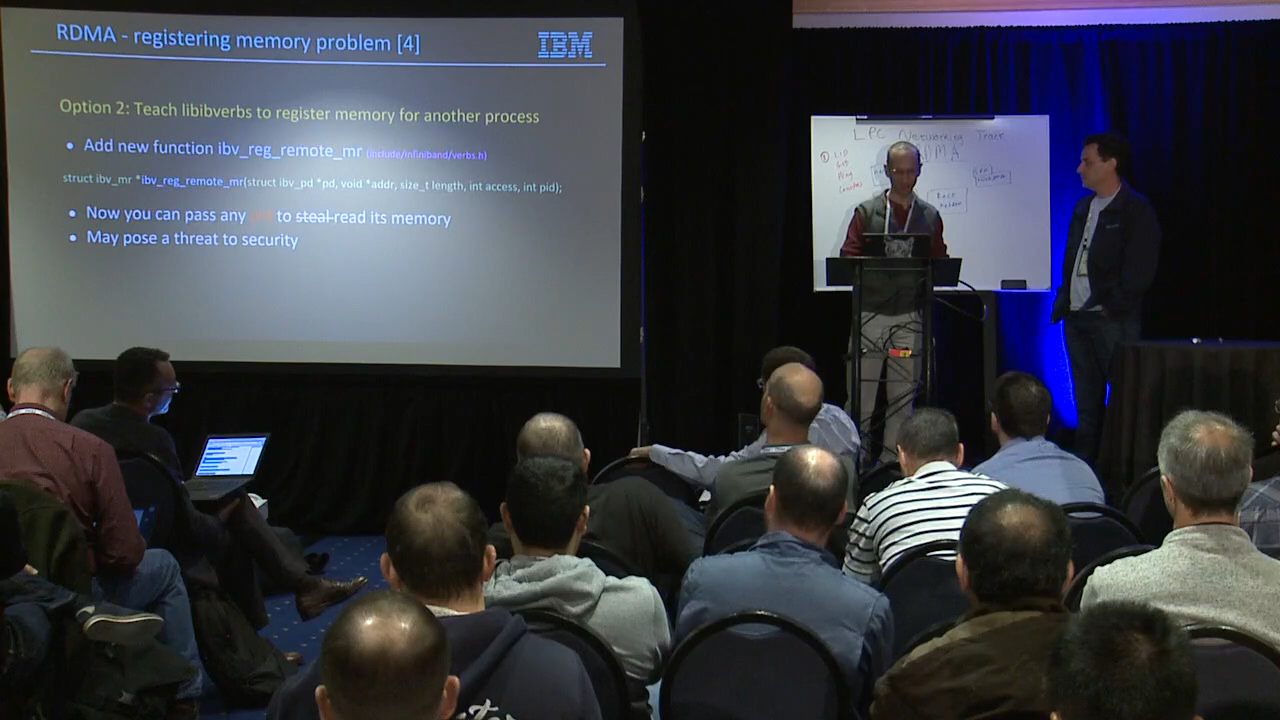 RDMA - registering memory problem [4]
IBM
Option 2: Teach libibverbs to register memory for another process
• Add new function ibv_reg_remote_mr (include/infiniband/verbs.h)
struct ibv_mr *ibv_reg_remote_mr(struct ibv_pd *pd, void *addr, size_t length, int access, int pid);
• Now you can pass any to steal read its memory
• May pose a threat to security
LPC Networking Track